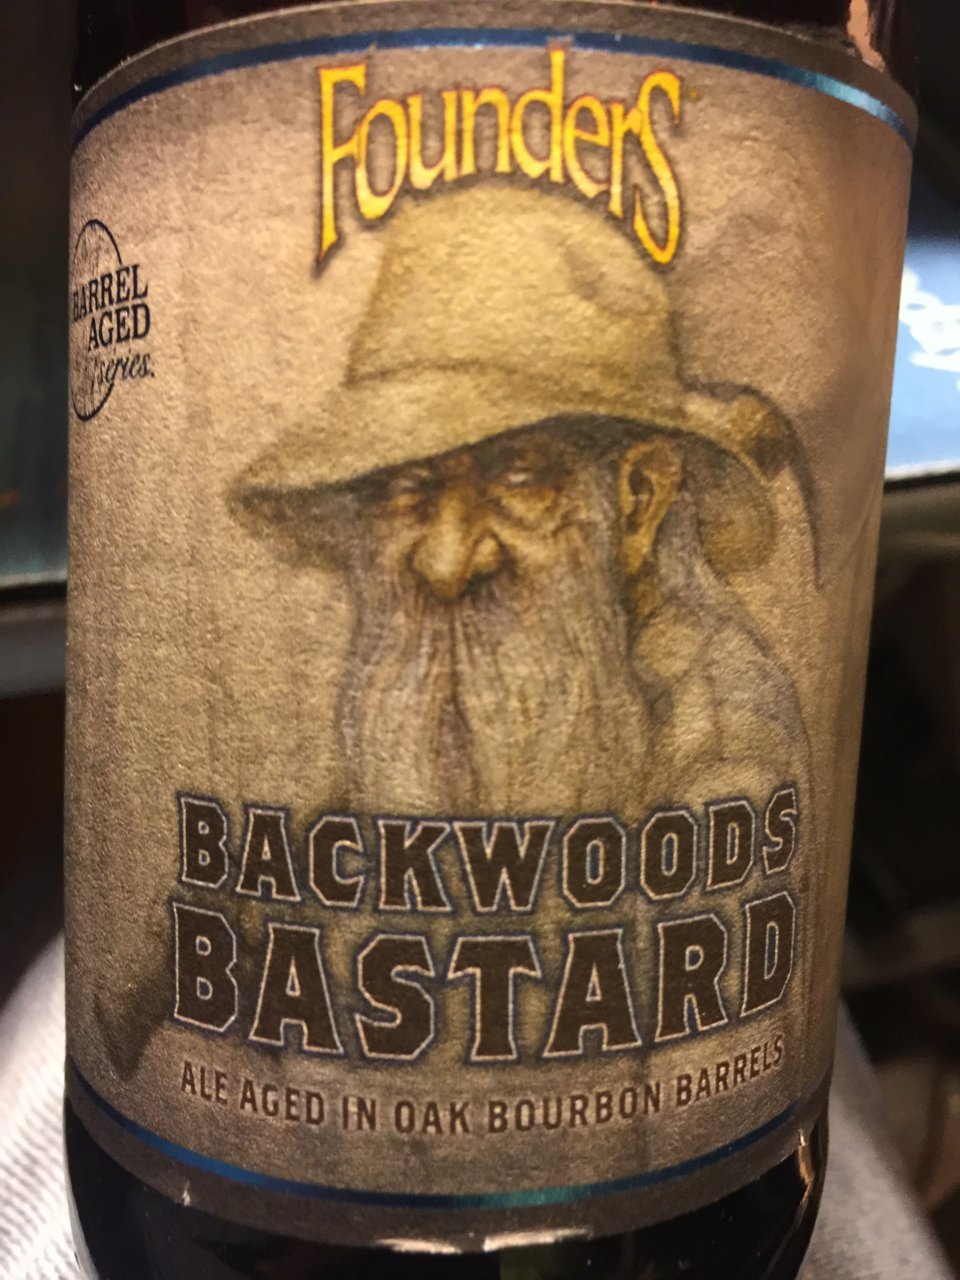 Founders
BARREL
AGED
series.
BACKWOODS
BASTARD
ALE AGED IN OAK BOURBON BARRELS